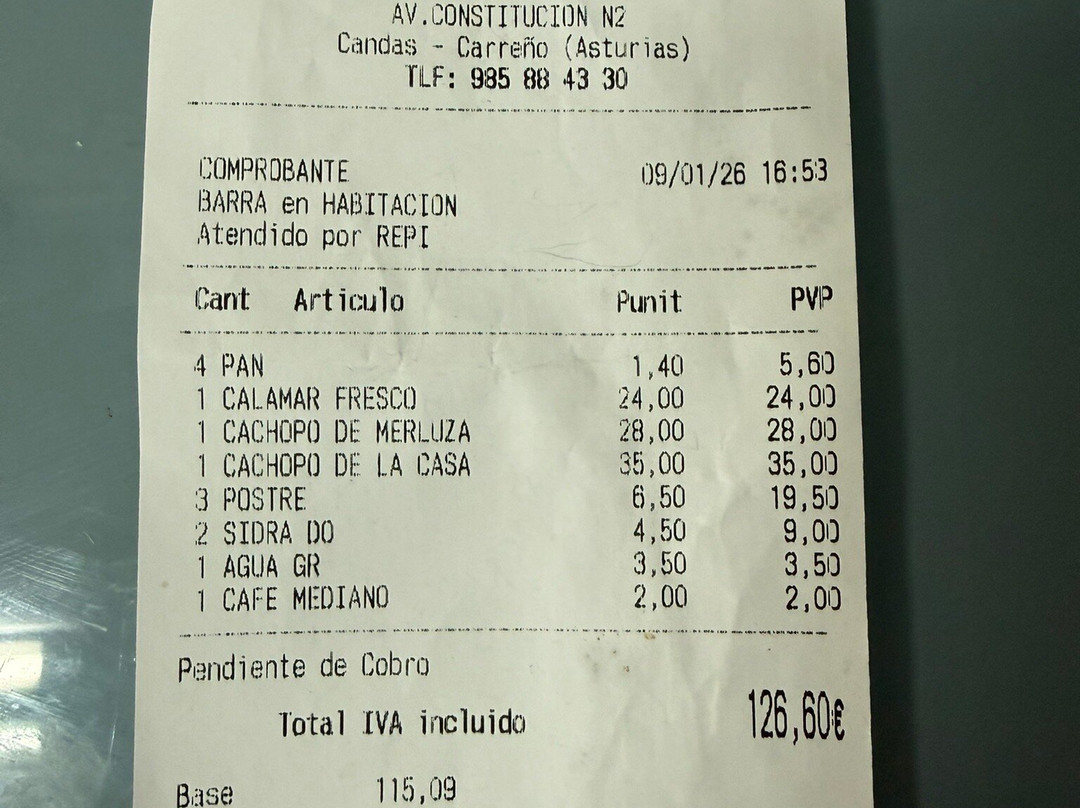 AV.CONSTITUCION N2
Candas - Carreño (Asturias)
TLF: 985 88 43 30
COMPROBANTE 09/01/26 16:53
BARRA en HABITACION
Atendido por REPI
Cant Articulo Punit PVP
4 PAN 1,40 5,60
1 CALAMAR FRESCO 24,00 24,00
1 CACHOPO DE MERLUZA 28,00 28,00
1 CACHOPO DE LA CASA 35,00 35,00
3 POSTRE 6,50 19,50
2 SIDRA DO 4,50 9,00
1 AGUA GR 3,50 3,50
1 CAFE MEDIANO 2,00 2,00
Pendiente de Cobro
Total IVA incluido 126,60€
Base 115,09